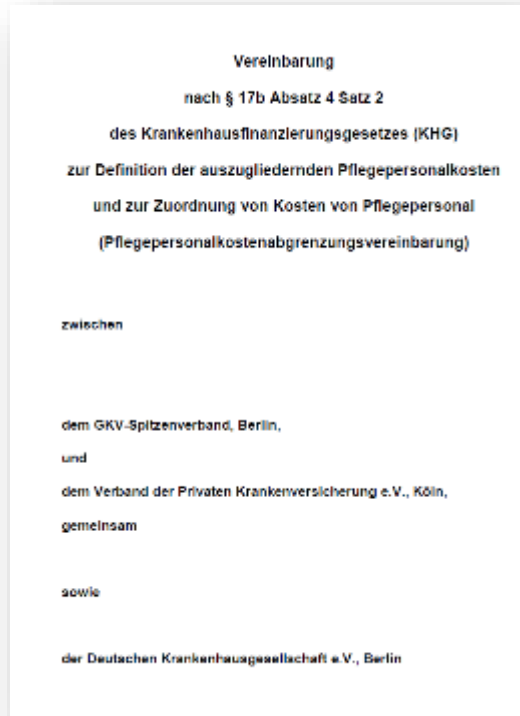 Vereinbarung
nach § 17b Absatz 4 Satz 2
des Krankenhausfinanzierungsgesetzes (KHG)
zur Definition der auszugliedernden Pflegepersonalkosten
und zur Zuordnung von Kosten von Pflegepersonal
(Pflegepersonalkostenabgrenzungsvereinbarung)
zwischen
dem GKV-Spitzenverband, Berlin,
und
dem Verband der Privaten Krankenversicherung e.V., Köln,
gemeinsam
sowie
der Deutschen Krankenhausgesellschaft e.V., Berlin